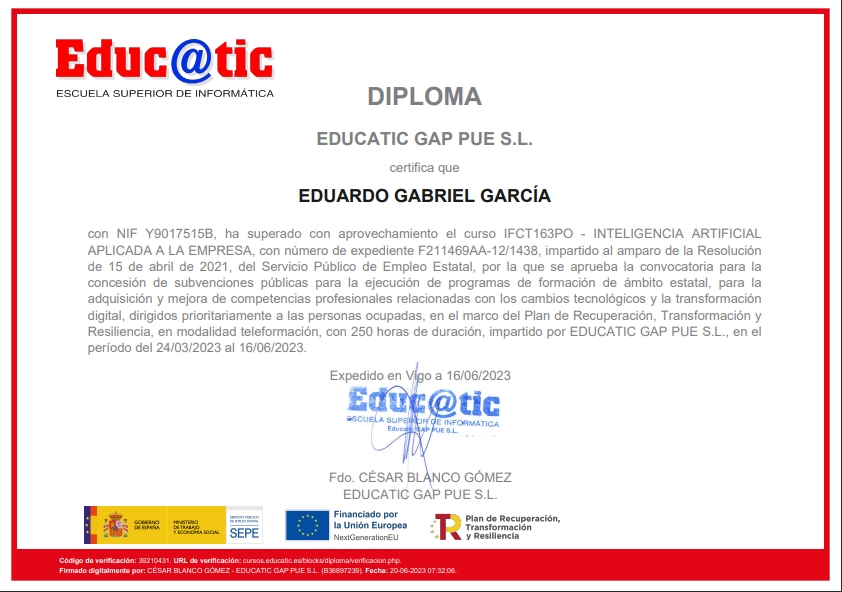 Educ@tic
ESCUELA SUPERIOR DE INFORMÁTICA
DIPLOMA
EDUCATIC GAP PUE S.L.
certifica que
EDUARDO GABRIEL GARCÍA
con NIF Y9017515B, ha superado con aprovechamiento el curso IFCT163PO - INTELIGENCIA ARTIFICIAL
APLICADA A LA EMPRESA, con número de expediente F211469AA-12/1438, impartido al amparo de la Resolución
de 15 de abril de 2021, del Servicio Público de Empleo Estatal, por la que se aprueba la convocatoria para la
concesión de subvenciones públicas para la ejecución de programas de formación de ámbito estatal, para la
adquisición y mejora de competencias profesionales relacionadas con los cambios tecnológicos y la transformación
digital, dirigidos prioritariamente a las personas ocupadas, en el marco del Plan de Recuperación, Transformación y
Resiliencia, en modalidad teleformación, con 250 horas de duración, impartido por EDUCATIC GAP PUE S.L., en el
período del 24/03/2023 al 16/06/2023.
Expedido en Vigo a 16/06/2023
Educ@tic
ESCUELA SUPERIOR DE INFORMÁTICA
Educatic GAP PUE S.L.
Fdo. CÉSAR BLANCO GÓMEZ
EDUCATIC GAP PUE S.L.
GOBIERNO
DE ESPAÑA
MINISTERIO
DE TRABAJO
Y ECONOMÍA SOCIAL
SERVICIO PÚBLICO
DE EMPLEO ESTATAL
SEPE
Financiado por
la Unión Europea
NextGenerationEU
Plan de Recuperación,
Transformación
y Resiliencia
Código de verificación: 39210431. URL de verificación: cursos.educatic.es/blocks/diploma/verificacion.php.
Firmado digitalmente por: CÉSAR BLANCO GÓMEZ - EDUCATIC GAP PUE S.L. (B36897239). Fecha: 20-06-2023 07:32:06.